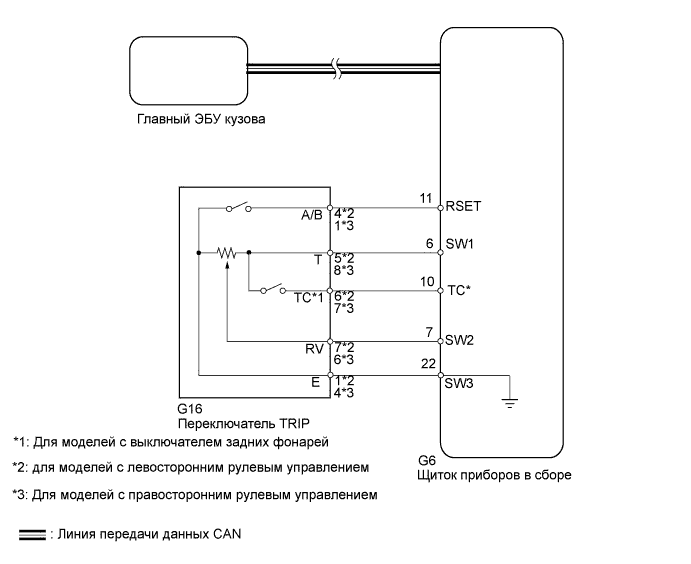 Главный ЭБУ кузова
A/B 4*2 11 RSET
1*3
T 5*2 6 SW1
8*3
TC*1 6*2 10 TC*
7*3
RV 7*2 7 SW2
6*3
E 1*2 22 SW3
4*3
G16
Переключатель TRIP
G6
Щиток приборов в сборе
*1: Для моделей с выключателем задних фонарей
*2: для моделей с левосторонним рулевым управлением
*3: Для моделей с правосторонним рулевым управлением
: Линия передачи данных CAN